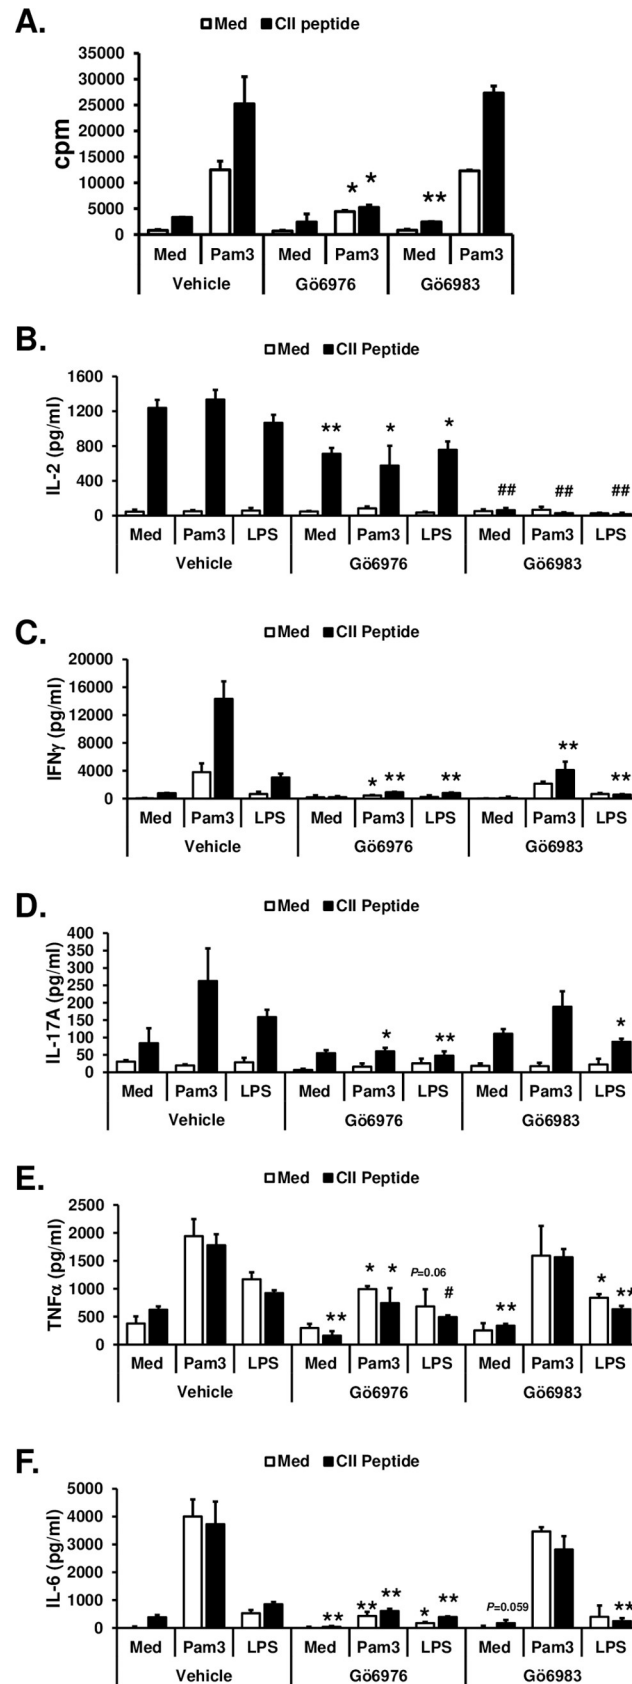 A.
Med CII peptide
cpm
35000
30000
25000
20000
15000
10000
5000
0
* * **
Med Pam3 Med Pam3 Med Pam3
Vehicle Gö6976 Gö6983
B.
Med CII Peptide
IL-2 (pg/ml)
1600
1200
800
400
0
** * * ## ## ##
Med Pam3 LPS Med Pam3 LPS Med Pam3 LPS
Vehicle Gö6976 Gö6983
C.
Med CII Peptide
IFNγ (pg/ml)
20000
16000
12000
8000
4000
0
* ** ** ** **
Med Pam3 LPS Med Pam3 LPS Med Pam3 LPS
Vehicle Gö6976 Gö6983
D.
Med CII Peptide
IL-17A (pg/ml)
400
350
300
250
200
150
100
50
0
* ** *
Med Pam3 LPS Med Pam3 LPS Med Pam3 LPS
Vehicle Gö6976 Gö6983
E.
Med CII Peptide
TNFα (pg/ml)
2500
2000
1500
1000
500
0
** * * P=0.06 # ** * **
Med Pam3 LPS Med Pam3 LPS Med Pam3 LPS
Vehicle Gö6976 Gö6983
F.
Med CII Peptide
IL-6 (pg/ml)
5000
4000
3000
2000
1000
0
** ** ** * ** P=0.059 **
Med Pam3 LPS Med Pam3 LPS Med Pam3 LPS
Vehicle Gö6976 Gö6983